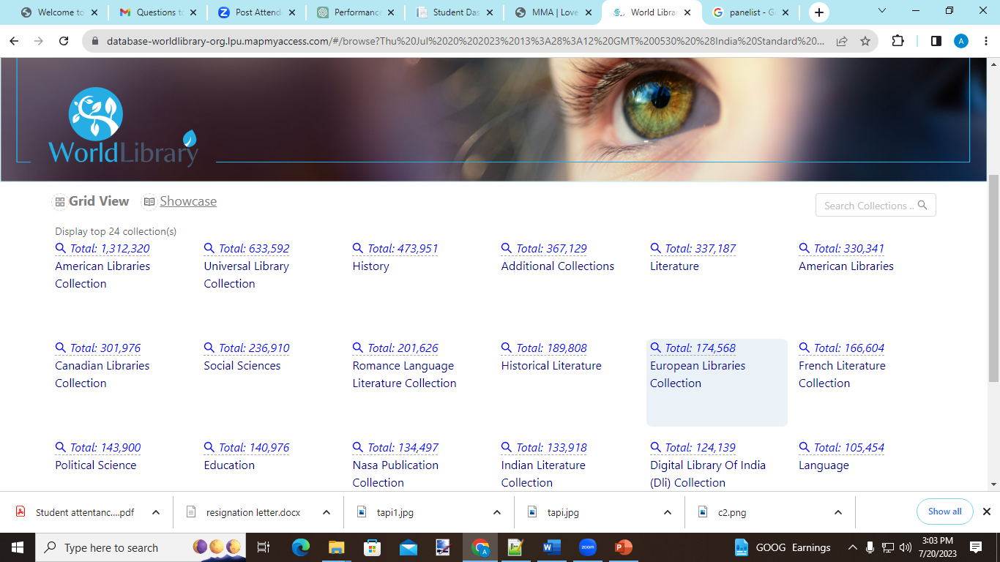 Welcome to
Questions to
Post Attend
Performance
Student Das
MMA | Love
World Librar
panelist - G
database-worldlibrary-org.lpu.mapmyaccess.com/#/browse?Thu%20Jul%2020%202023%2013%3A28%3A12%20GMT%200530%20%28India%20Standard%20...
A
WorldLibrary
Grid View Showcase
Search Collections ..
Display top 24 collection(s)
Total: 1,312,320
American Libraries
Collection
Total: 633,592
Universal Library
Collection
Total: 473,951
History
Total: 367,129
Additional Collections
Total: 337,187
Literature
Total: 330,341
American Libraries
Total: 301,976
Canadian Libraries
Collection
Total: 236,910
Social Sciences
Total: 201,626
Romance Language
Literature Collection
Total: 189,808
Historical Literature
Total: 174,568
European Libraries
Collection
Total: 166,604
French Literature
Collection
Total: 143,900
Political Science
Total: 140,976
Education
Total: 134,497
Nasa Publication
Collection
Total: 133,918
Indian Literature
Collection
Total: 124,139
Digital Library Of India
(Dli) Collection
Total: 105,454
Language
Student attentanc....pdf
resignation letter.docx
tapi1.jpg
tapi.jpg
c2.png
Show all
Type here to search
zoom
GOOG Earnings
3:03 PM
7/20/2023